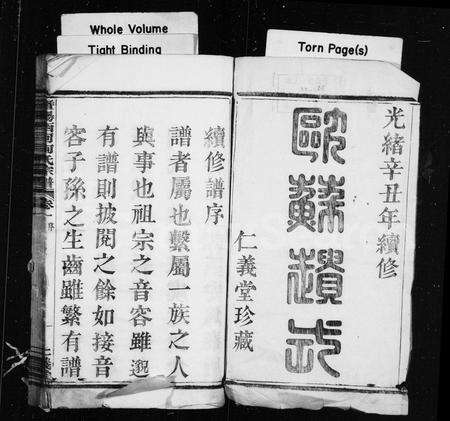 Whole Volume
Tight Binding
Torn Page(s)
光緒辛丑年續修
歐蘇遺式
仁義堂珍藏
續修譜序
譜者屬也繫屬一族之人
與事也祖宗之音容雖邈
有譜則披閱之餘如接音
容子孫之生齒雖繁有譜